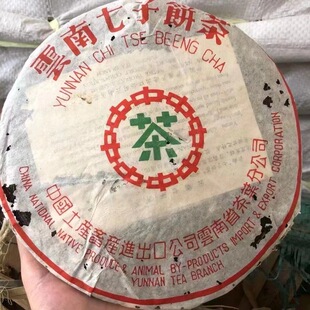 雲南七子餅茶
YUNNAN CHI TSE BEENG CHA
茶
中國土產畜產進出口公司雲南省茶葉分公司
CHINA NATIONAL NATIVE PRODUCE & ANIMAL BY-PRODUCTS IMPORT & EXPORT CORPORATION
YUNNAN TEA BRANCH